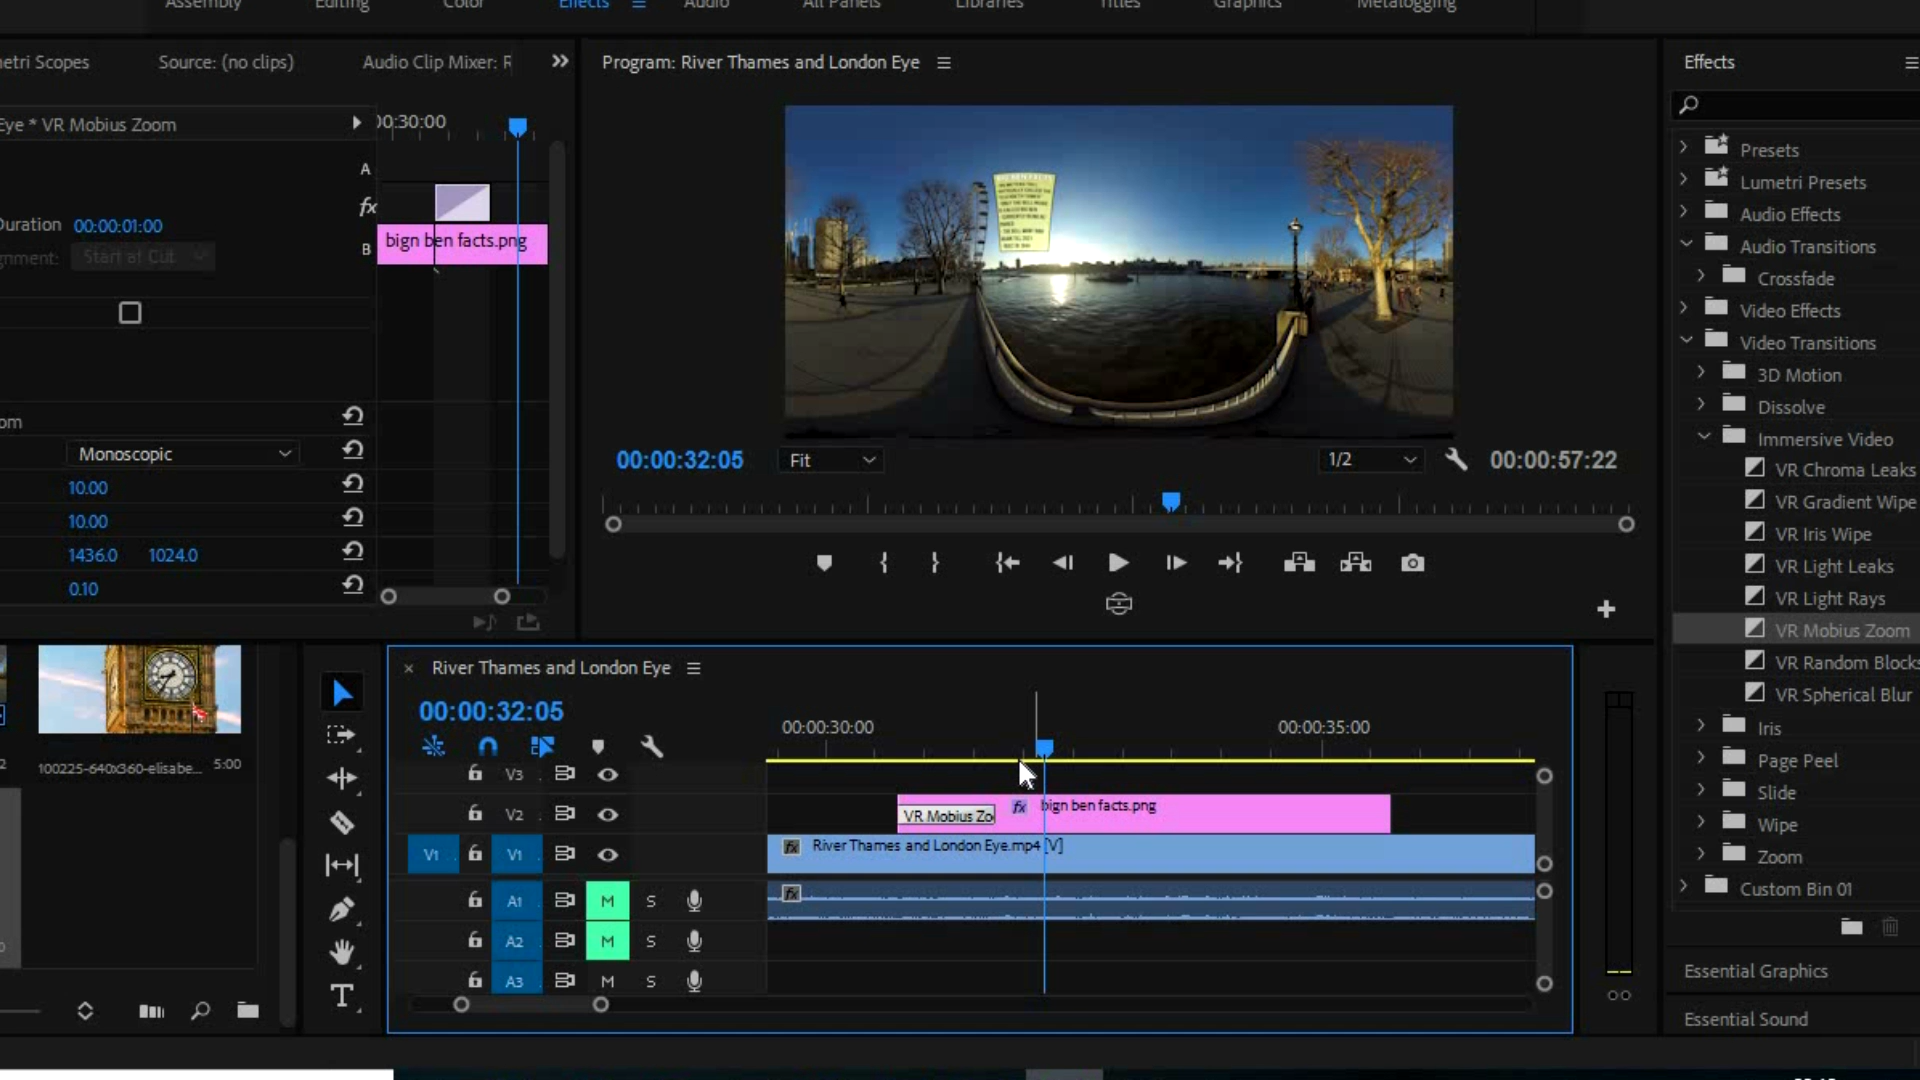 Assembly
Editing
Color
Effects
Audio
All Panels
Libraries
Titles
Graphics
Metalogging
etri Scopes
Source: (no clips)
Audio Clip Mixer: R
Program: River Thames and London Eye
Effects
Eye * VR Mobius Zoom
00:30:00
A
fx
B
bign ben facts.png
Duration 00:00:01:00
gnment: Start at Cut
om
Monoscopic
10.00
10.00
1436.0 1024.0
0.10
00:00:32:05
Fit
1/2
00:00:57:22
Presets
Lumetri Presets
Audio Effects
Audio Transitions
Crossfade
Video Effects
Video Transitions
3D Motion
Dissolve
Immersive Video
VR Chroma Leaks
VR Gradient Wipe
VR Iris Wipe
VR Light Leaks
VR Light Rays
VR Mobius Zoom
VR Random Blocks
VR Spherical Blur
Iris
Page Peel
Slide
Wipe
Zoom
Custom Bin 01
Essential Graphics
Essential Sound
100225-640x360-elisabe... 5:00
River Thames and London Eye
00:00:32:05
00:00:30:00
00:00:35:00
V3
V2
VR Mobius Zo
fx bign ben facts.png
V1 V1
fx River Thames and London Eye.mp4 [V]
A1 M S
fx
A2 M S
A3 M S